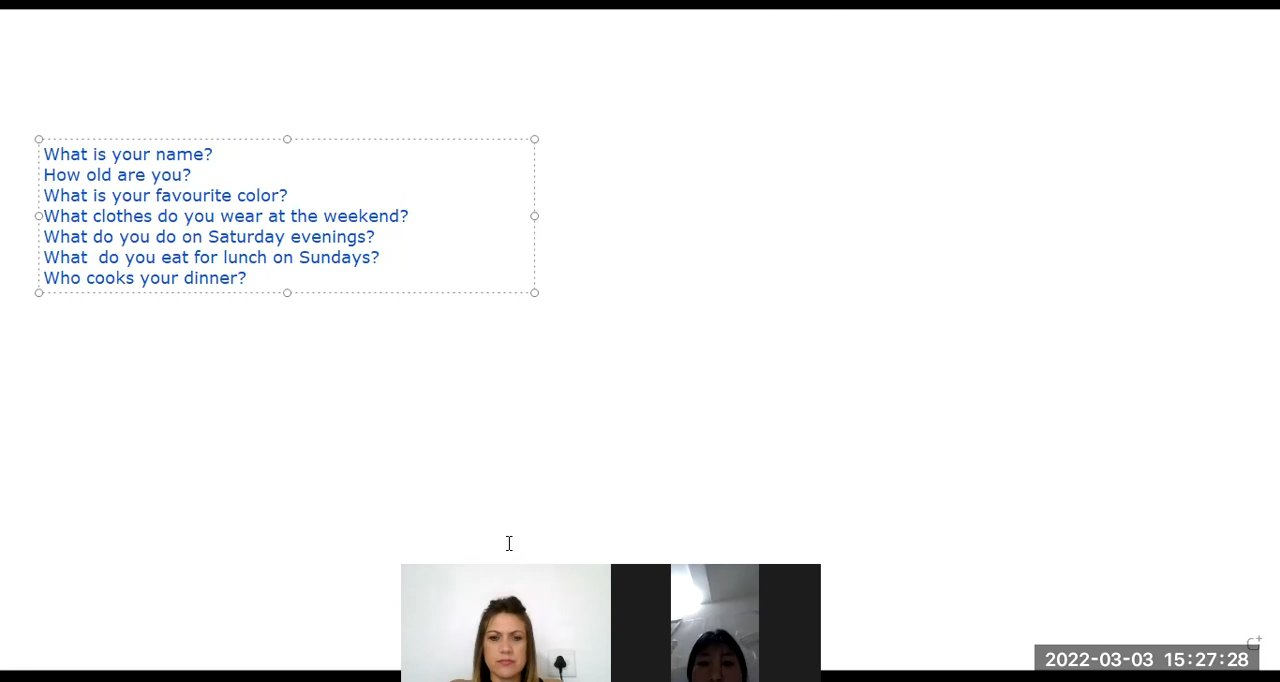 What is your name?
How old are you?
What is your favourite color?
What clothes do you wear at the weekend?
What do you do on Saturday evenings?
What  do you eat for lunch on Sundays?
Who cooks your dinner?
2022-03-03 15:27:28